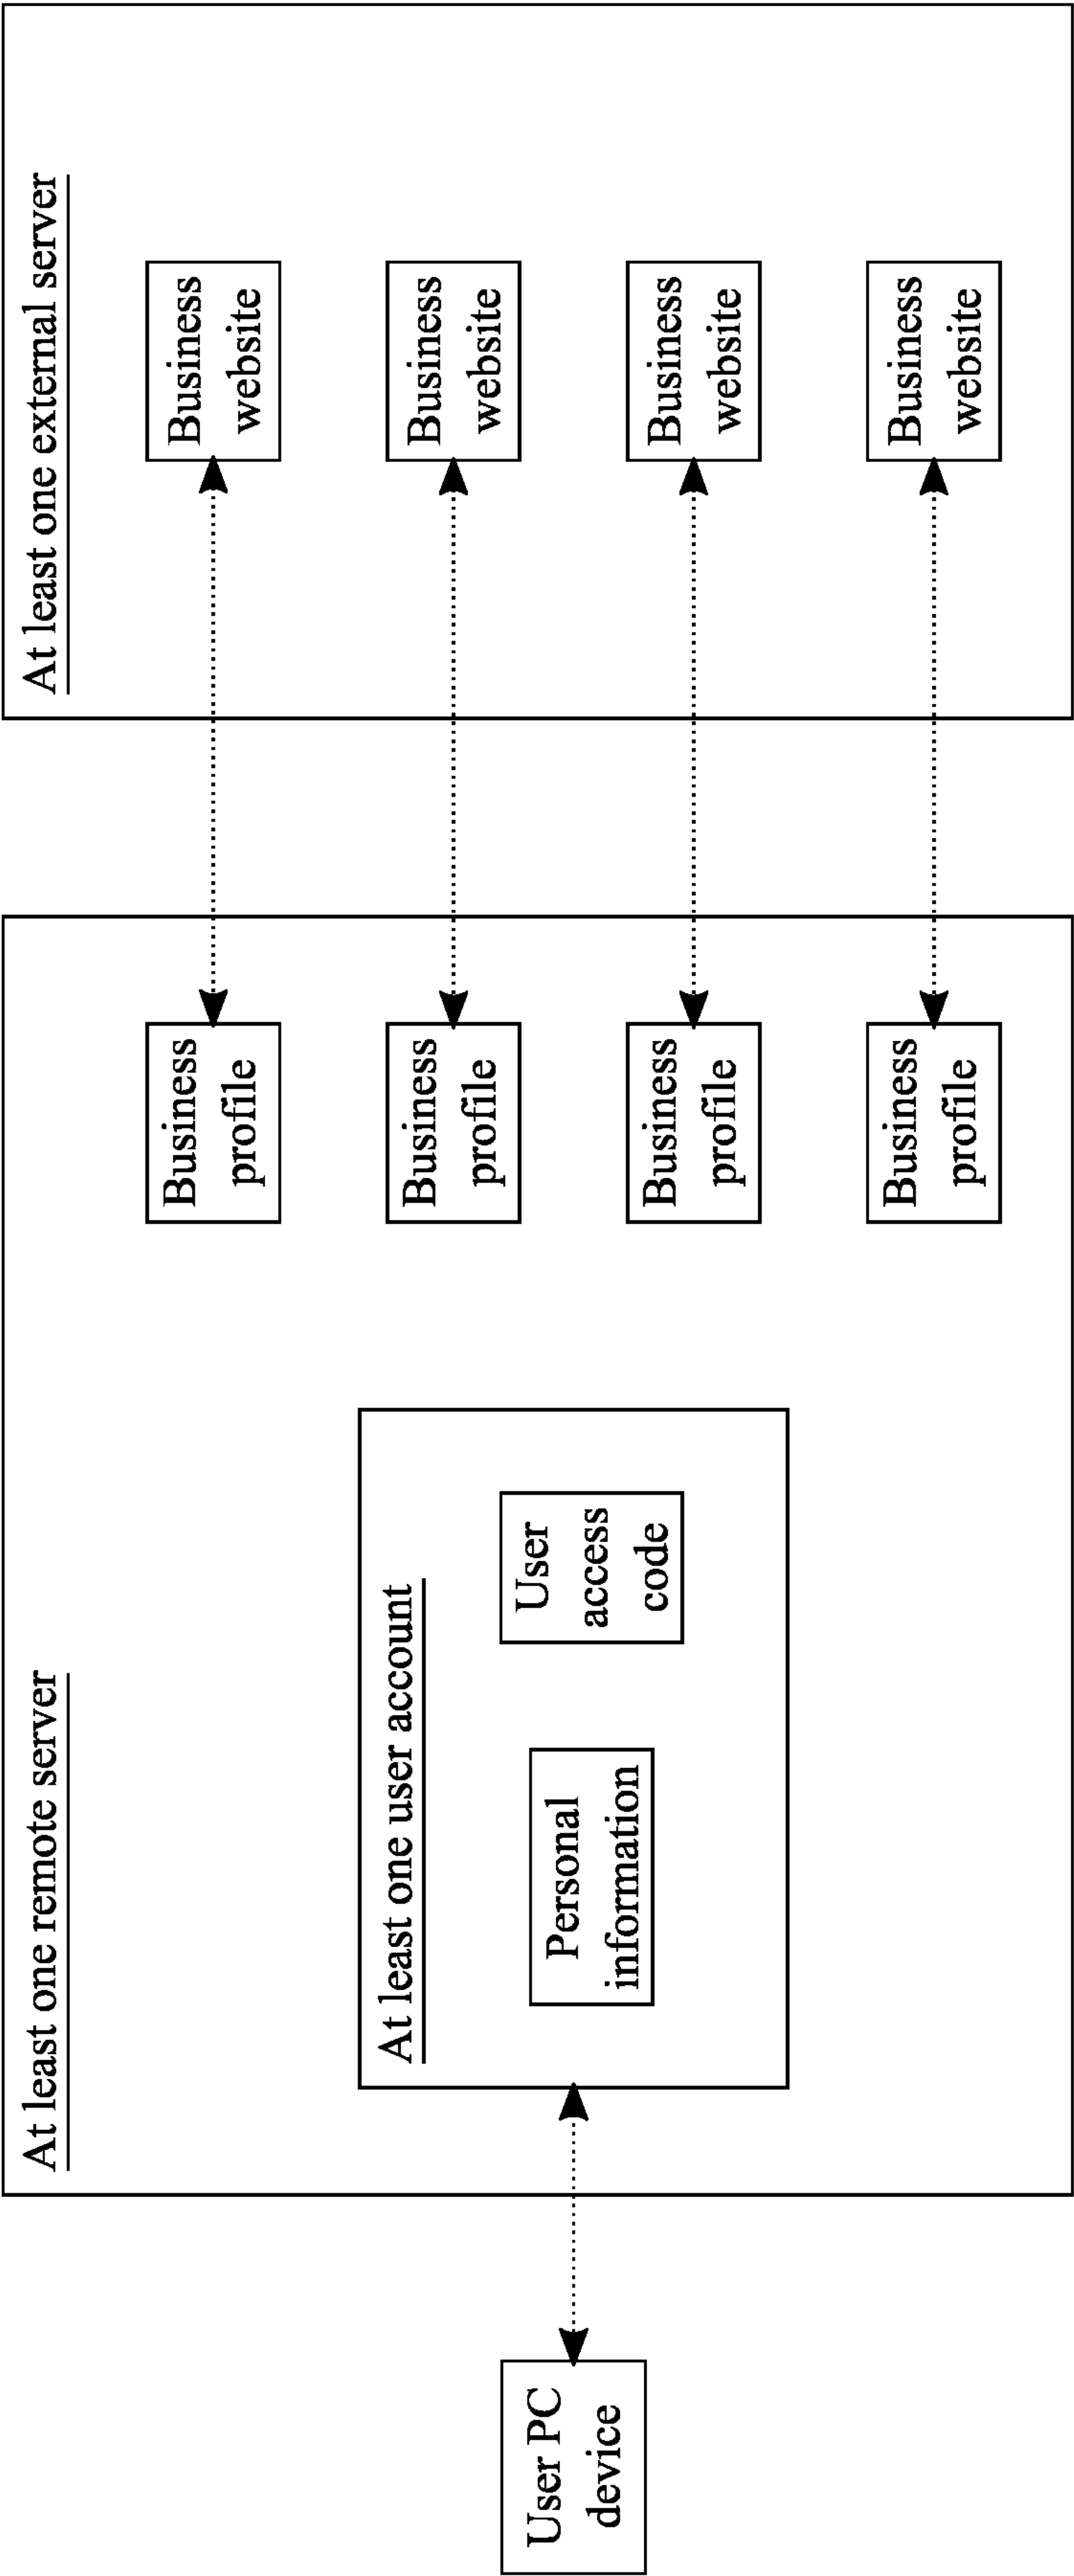 At least one remote server
At least one external server
Business
profile
Business
website
At least one user account
Business
profile
Business
website
User PC
device
Personal
information
User
access
code
Business
profile
Business
website
Business
profile
Business
website